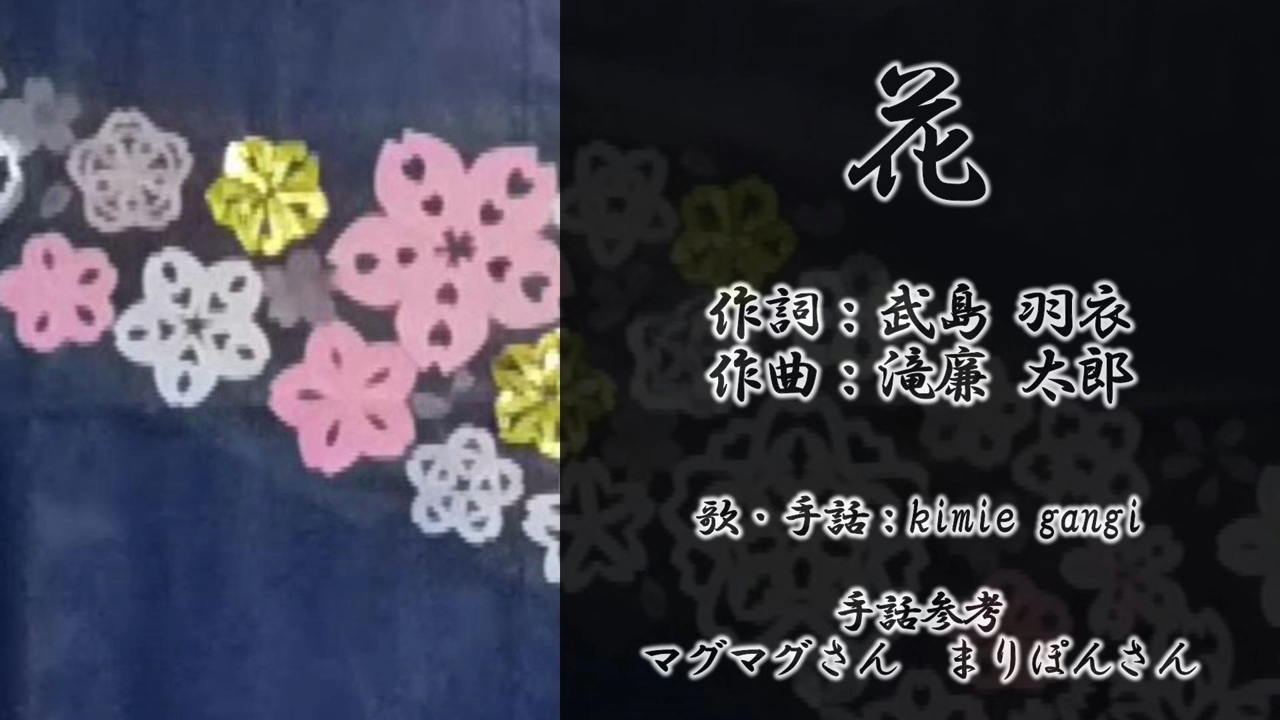 花
作詞：武島 羽衣
作曲：滝廉 太郎
歌・手話：kimie gangi
手話参考
マグマグさん　まりぽんさん